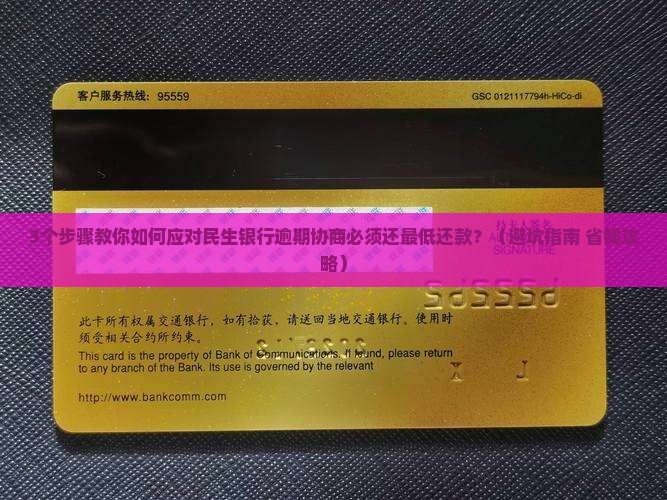 客户服务热线：95559
GSC 0121117794h-HiCo-di
3个步骤教你如何应对民生银行逾期协商必须还最低还款？（避坑指南 省钱攻
略）
持卡人签名
SIGNATURE
此卡所有权属交通银行，如有拾获，请送回当地交通银行。使用时
须受相关合约所约束。
This card is the property of Bank of Communications. If found, please return
to any branch of the Bank. Its use is governed by the relevant
http://www.bankcomm.com